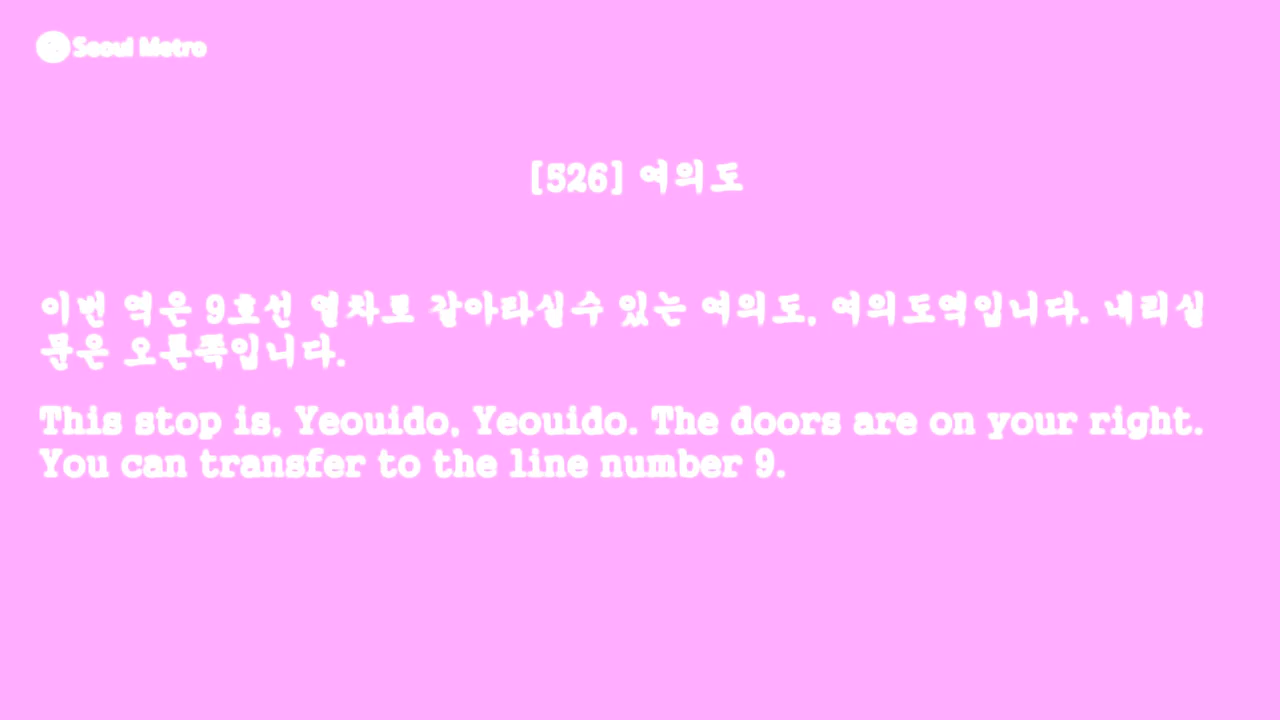 Seoul Metro
[526] 여의도
이번 역은 9호선 열차로 갈아타실수 있는 여의도, 여의도역입니다. 내리실
문은 오른쪽입니다.
This stop is, Yeouido, Yeouido. The doors are on your right.
You can transfer to the line number 9.